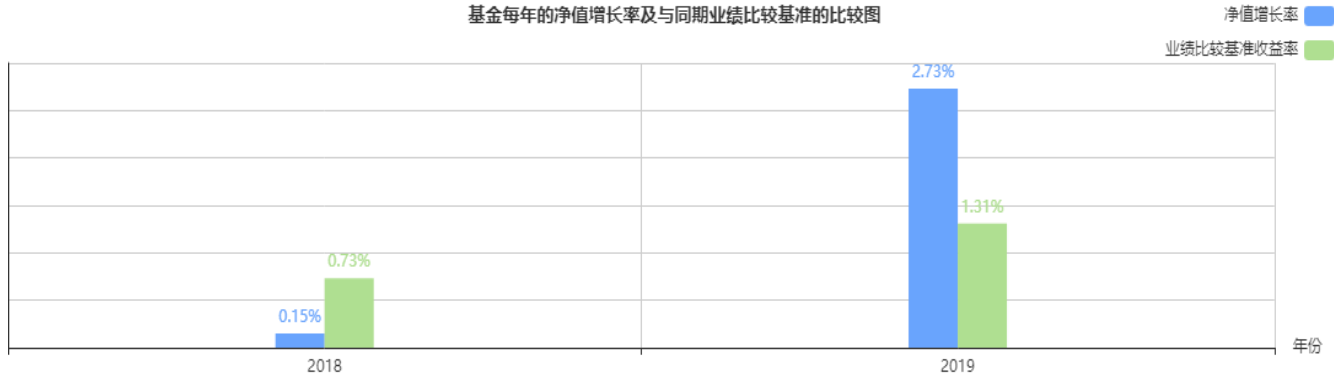 基金每年的净值增长率及与同期业绩比较基准的比较图
净值增长率
业绩比较基准收益率
2.73%
1.31%
0.73%
0.15%
年份
2018
2019